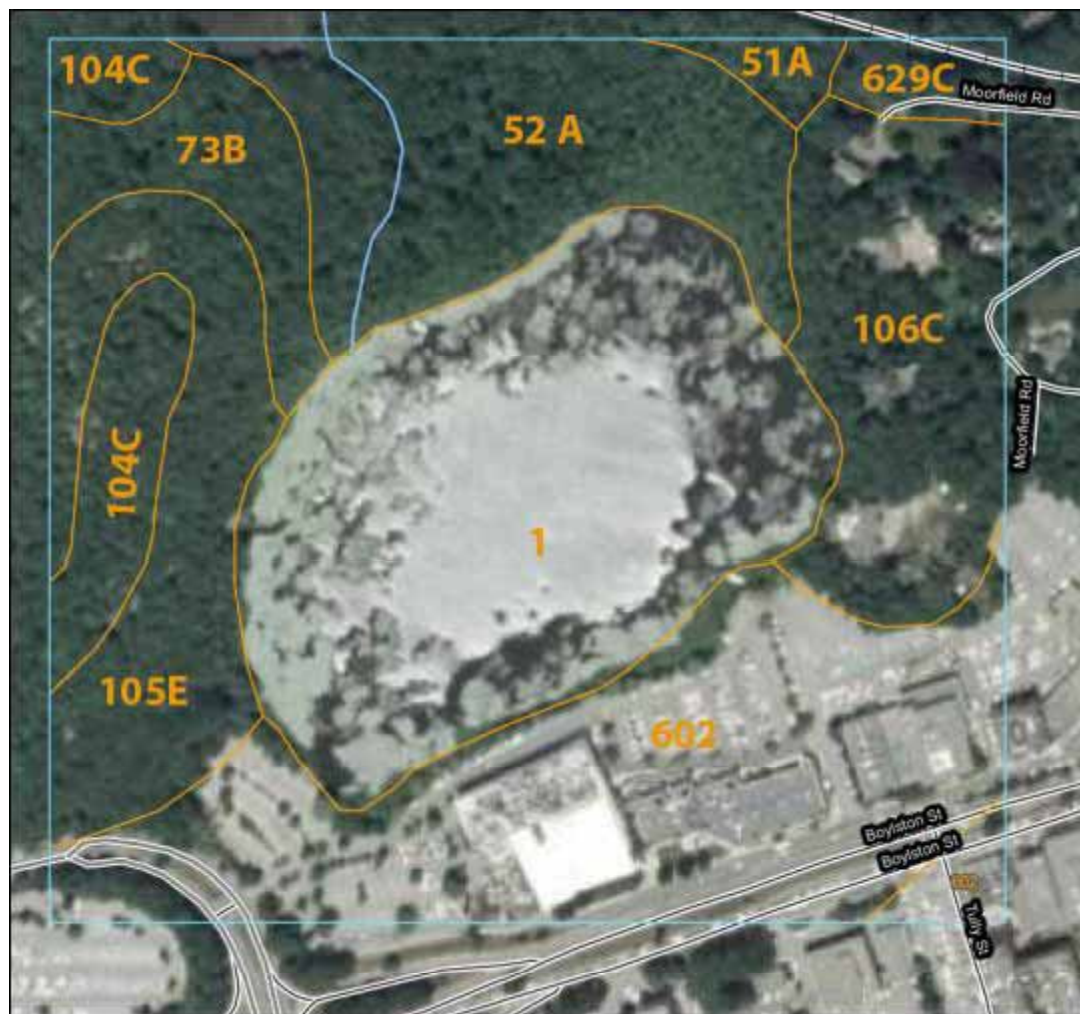 104C
51A
629C
Moorfield Rd
73B
52 A
106C
Moorfield Rd
104C
1
105E
602
Boylston St
Boylston St
602
Tully St